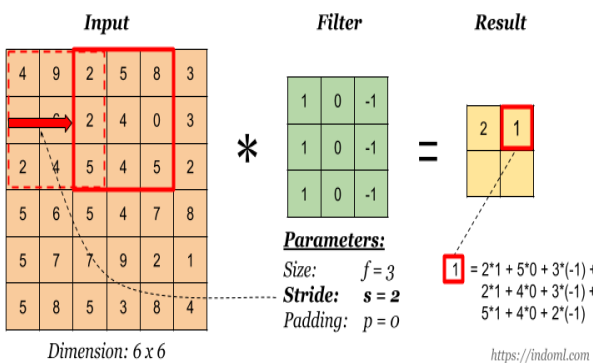 Input Filter Result
4 9 2 5 8 3
6 2 4 0 3
2 4 5 4 5 2
5 6 5 4 7 8
5 7 7 9 2 1
5 8 5 3 8 4
*
1 0 -1
1 0 -1
1 0 -1
=
2 1
Dimension: 6 x 6
Parameters:
Size: f = 3
Stride: s = 2
Padding: p = 0
1 = 2*1 + 5*0 + 3*(-1) +
2*1 + 4*0 + 3*(-1) +
5*1 + 4*0 + 2*(-1)
https://indoml.com